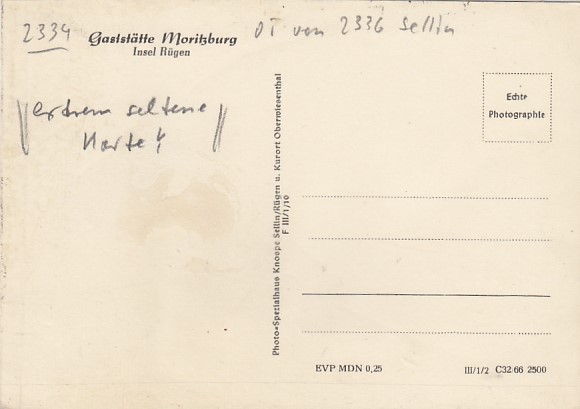 2334
Gaststätte Moritzburg
OT von 2336 Sellin
Insel Rügen
extrem seltene
Karte!
Echte
Photographie
Photo-Spezialhaus Knospe Sellin/Rügen u. Kurort Oberwiesenthal
F III/1/10
EVP MDN 0,25
III/1/2 C32/66 2500